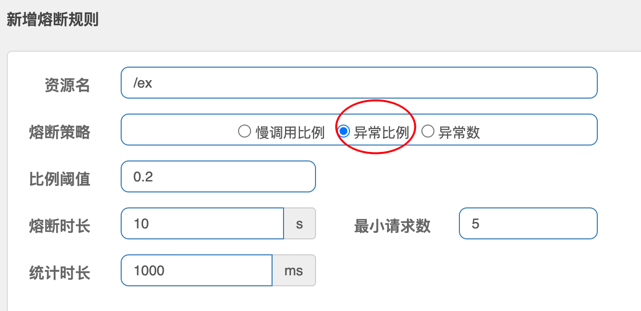 新增熔断规则
资源名 /ex
熔断策略 慢调用比例 异常比例 异常数
比例阈值 0.2
熔断时长 10 s 最小请求数 5
统计时长 1000 ms